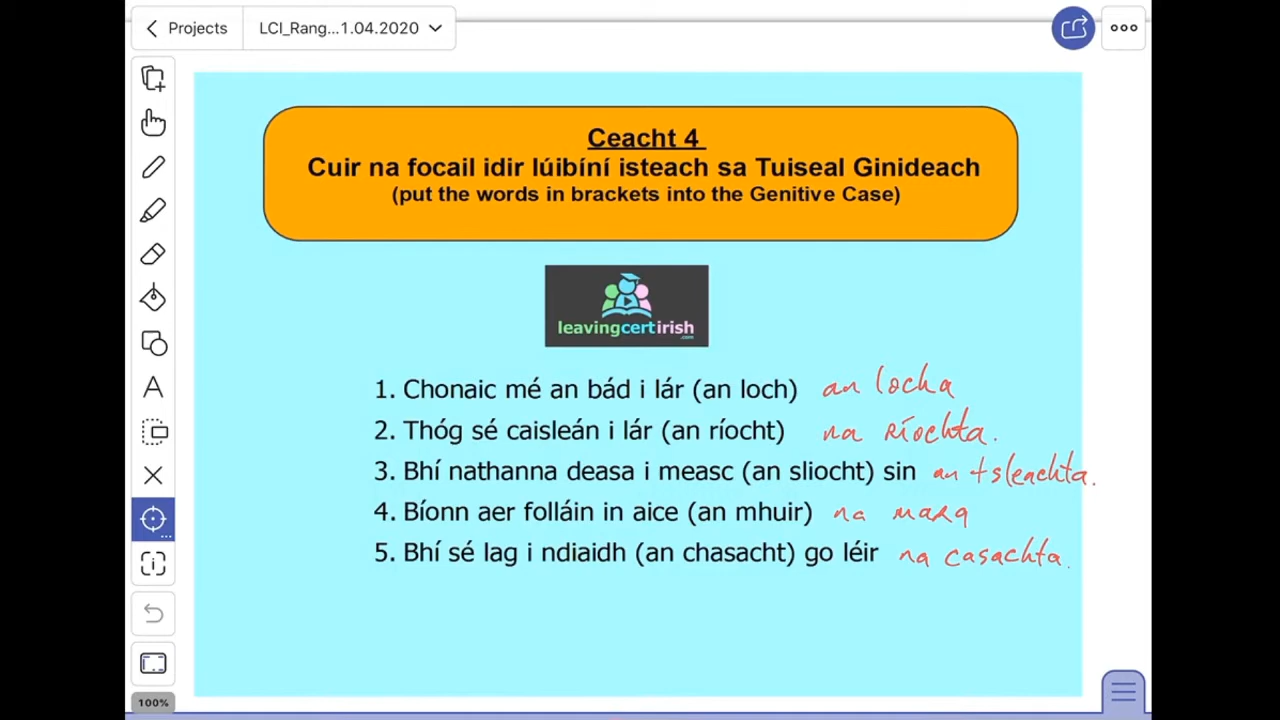 Projects LCI_Rang...1.04.2020
Ceacht 4
Cuir na focail idir lúibíní isteach sa Tuiseal Ginideach
(put the words in brackets into the Genitive Case)
leavingcertirish
.com
1. Chonaic mé an bád i lár (an loch) an locha
2. Thóg sé caisleán i lár (an ríocht) na ríochta.
3. Bhí nathanna deasa i measc (an sliocht) sin an tsleachta.
4. Bíonn aer folláin in aice (an mhuir) na mara
5. Bhí sé lag i ndiaidh (an chasacht) go léir na casachta.
100%